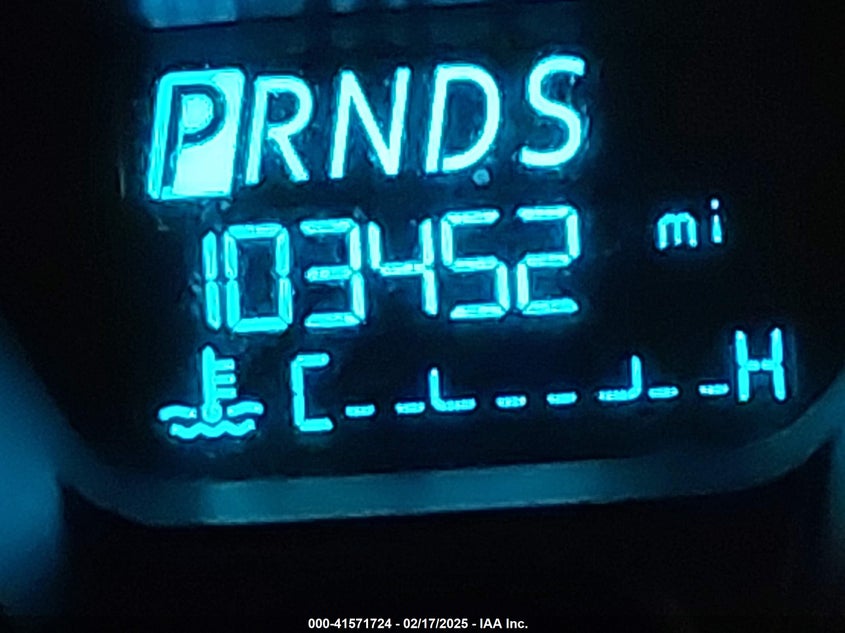 PRNDS
103452 mi
C H
000-41571724 - 02/17/2025 - IAA Inc.